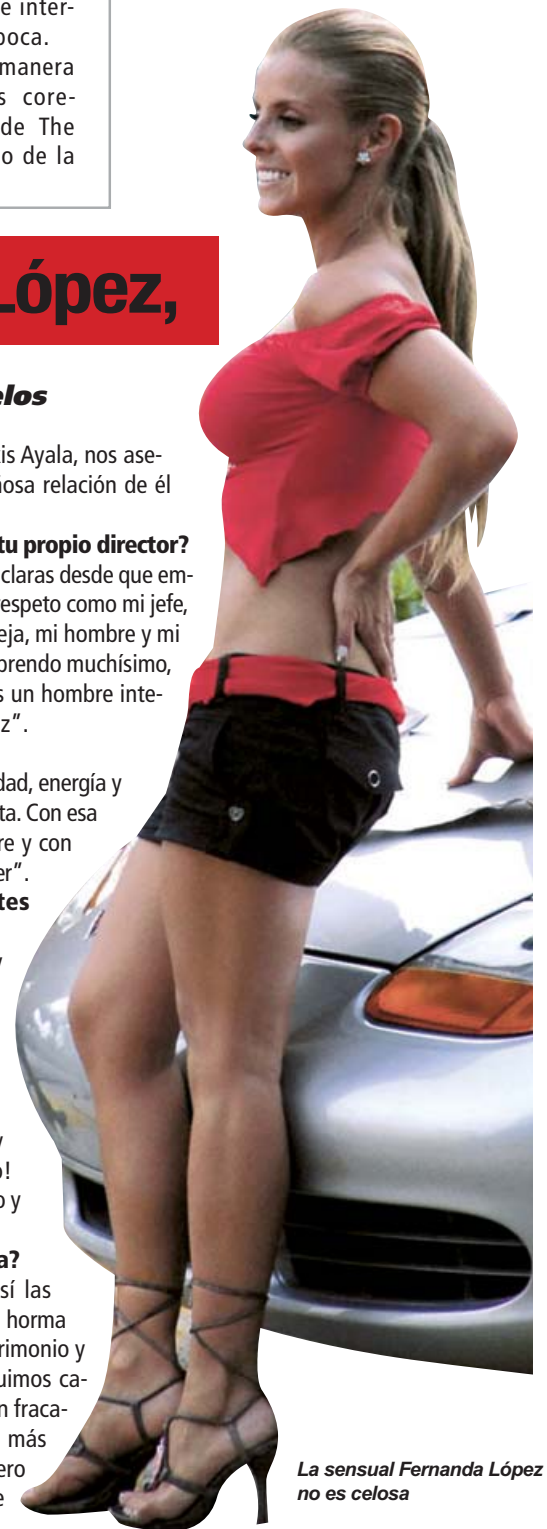 e inter-
poca.
manera
s core-
de The
o de la
López,
elos
tis Ayala, nos ase-
ñosa relación de él
tu propio director?
claras desde que em-
respeto como mi jefe,
eja, mi hombre y mi
prendo muchísimo,
s un hombre inte-
z".
dad, energía y
ta. Con esa
re y con
er".
tes
y
y
o!
o y
a?
sí las
horma
rimonio y
uimos ca-
n fraca-
más
ero
e
La sensual Fernanda López
no es celosa